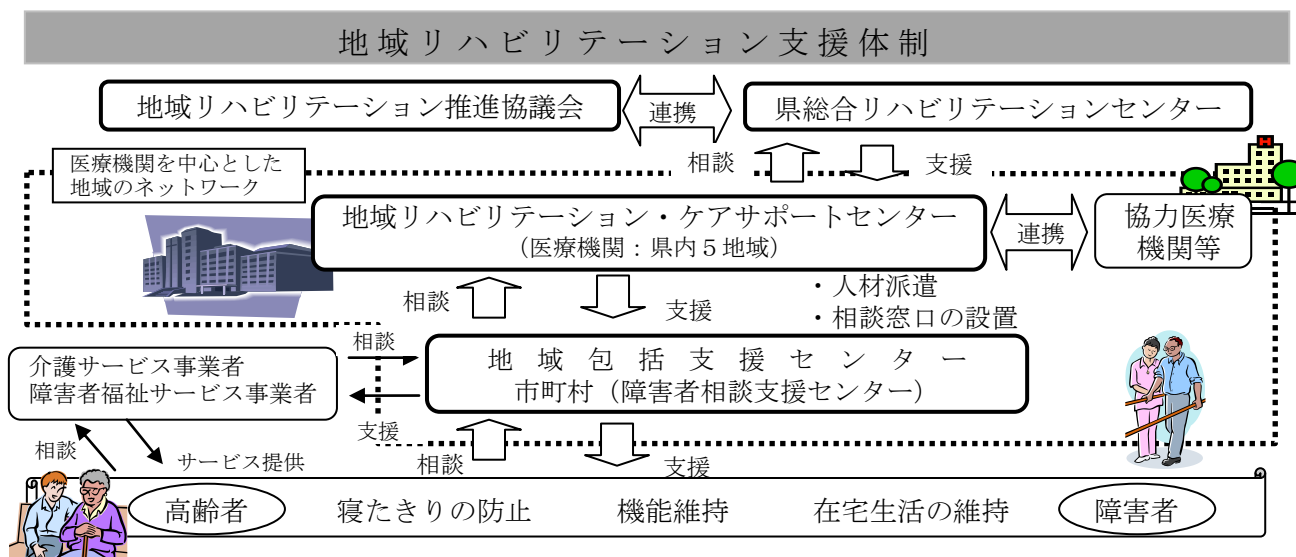 地域リハビリテーション支援体制
地域リハビリテーション推進協議会
連携
県総合リハビリテーションセンター
医療機関を中心とした
地域のネットワーク
相談
支援
H
地域リハビリテーション・ケアサポートセンター
（医療機関：県内５地域）
連携
協力医療
機関等
相談
支援
・人材派遣
・相談窓口の設置
介護サービス事業者
障害者福祉サービス事業者
相談
支援
地域包括支援センター
市町村（障害者相談支援センター）
相談
サービス提供
相談
支援
高齢者
寝たきりの防止
機能維持
在宅生活の維持
障害者